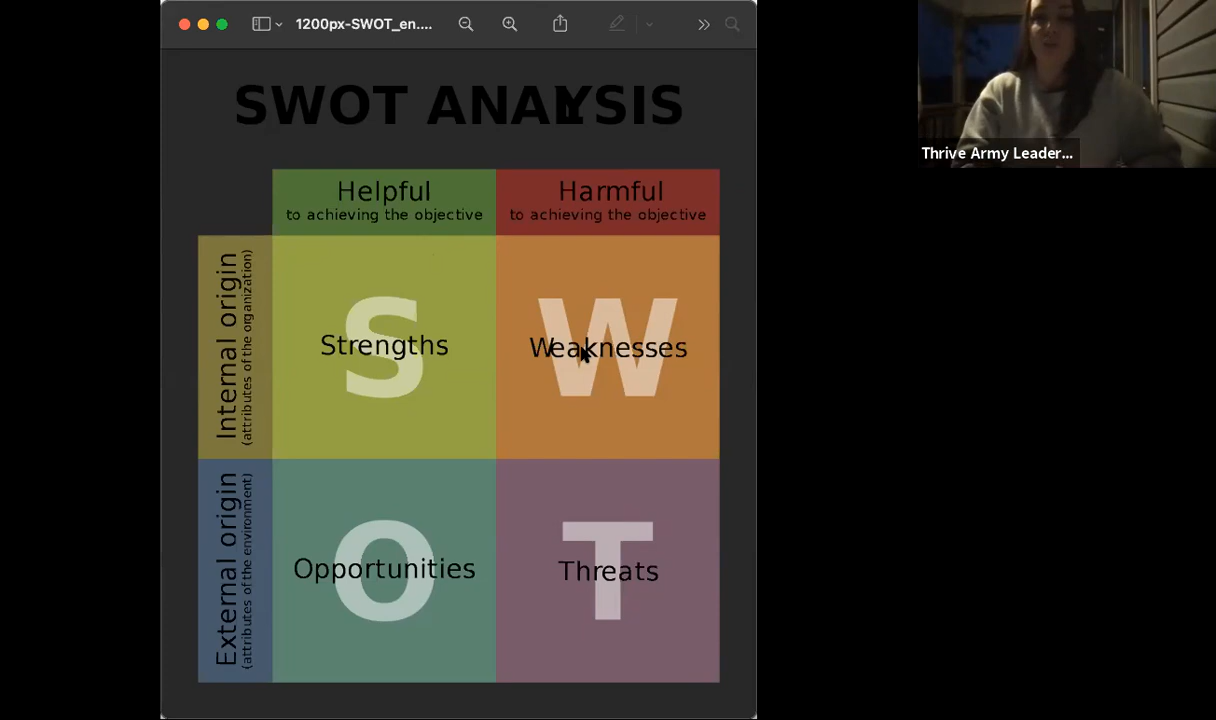 1200px-SWOT_en....
Thrive Army Leader...
SWOT ANALYSIS
Helpful
to achieving the objective
Harmful
to achieving the objective
Internal origin
(attributes of the organization)
S
Strengths
W
Weaknesses
External origin
(attributes of the environment)
O
Opportunities
T
Threats